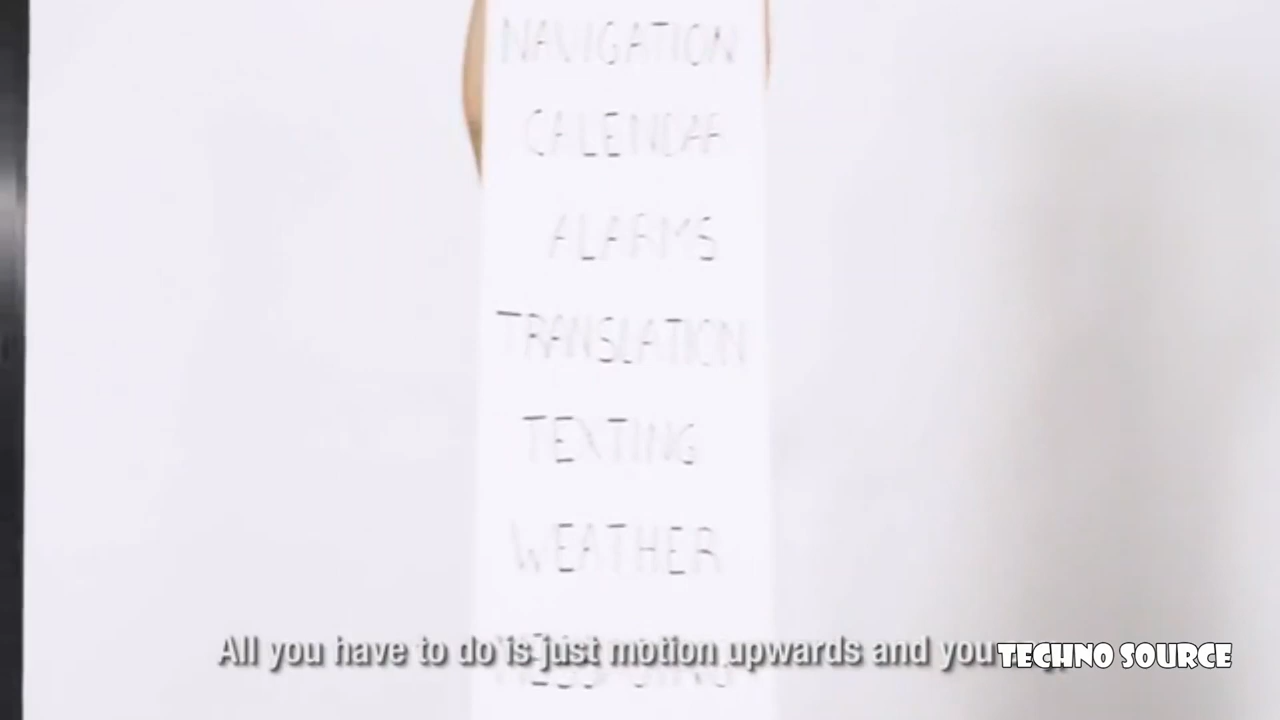 NAVIGATION
CALENDAR
ALARMS
TRANSLATION
TEXTING
WEATHER
All you have to do is just motion upwards and you
TECHNO SOURCE